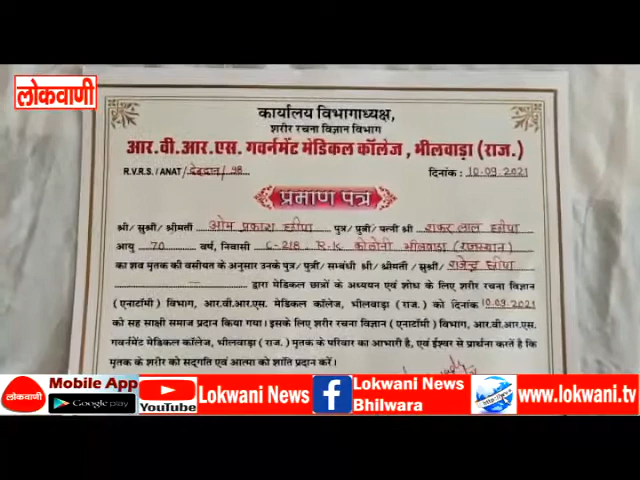 लोकवाणी
कार्यालय विभागाध्यक्ष,
शरीर रचना विज्ञान विभाग
आर.वी.आर.एस. गवर्नमेंट मेडिकल कॉलेज, भीलवाड़ा (राज.)
R.V.R.S. / ANAT / देहदान/ 98 दिनांक : 10.09.2021
प्रमाण पत्र
श्री/ सुश्री/ श्रीमती ओम प्रकाश छीपा पुत्र/ पुत्री/ पत्नी श्री शंकर लाल छीपा
आयु 70 वर्ष, निवासी C-218 R.K कोलोनी भीलवाडा (राजस्थान)
का शव मृतक की वसीयत के अनुसार उनके पुत्र/ पुत्री/ सम्बंधी श्री/ श्रीमती/ सुश्री/ राजेन्द्र छीपा
द्वारा मेडिकल छात्रों के अध्ययन एवं शोध के लिए शरीर रचना विज्ञान
(एनाटॉमी) विभाग, आर.वी.आर.एस. मेडिकल कॉलेज, भीलवाड़ा (राज.) को दिनांक 10.09.2021
को सह साक्षी समाज प्रदान किया गया। इसके लिए शरीर रचना विज्ञान (एनाटॉमी) विभाग, आर.वी.आर.एस.
गवर्नमेंट मेडिकल कॉलेज, भीलवाड़ा (राज.) मृतक के परिवार का आभारी है, एवं ईश्वर से प्रार्थना करते है कि
मृतक के शरीर को सद्गति एवं आत्मा को शांति प्रदान करें।
लोकवाणी Mobile App Google play YouTube Lokwani News Lokwani News Bhilwara http://www. www.lokwani.tv